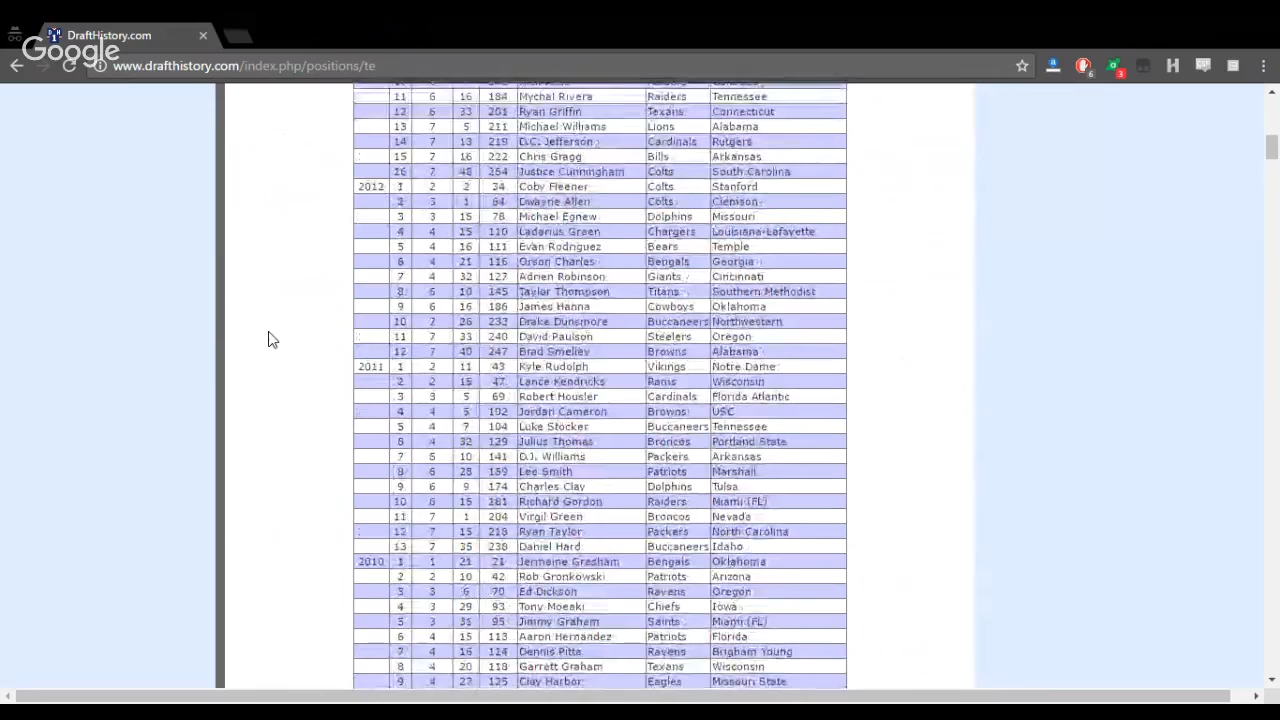 DraftHistory.com
Google
www.drafthistory.com/index.php/positions/te
6
3
11 6 16 184 Mychal Rivera Raiders Tennessee
12 6 33 201 Ryan Griffin Texans Connecticut
13 7 5 211 Michael Williams Lions Alabama
14 7 13 219 D.C. Jefferson Cardinals Rutgers
15 7 16 222 Chris Gragg Bills Arkansas
16 7 48 254 Justice Cunningham Colts South Carolina
2012 1 2 2 34 Coby Fleener Colts Stanford
2 3 1 64 Dwayne Allen Colts Clemson
3 3 15 78 Michael Egnew Dolphins Missouri
4 4 15 110 Ladarius Green Chargers Louisiana-Lafayette
5 4 16 111 Evan Rodriguez Bears Temple
6 4 21 116 Orson Charles Bengals Georgia
7 4 32 127 Adrien Robinson Giants Cincinnati
8 5 10 145 Taylor Thompson Titans Southern Methodist
9 6 16 186 James Hanna Cowboys Oklahoma
10 7 26 233 Drake Dunsmore Buccaneers Northwestern
11 7 33 240 David Paulson Steelers Oregon
12 7 40 247 Brad Smelley Browns Alabama
2011 1 2 11 43 Kyle Rudolph Vikings Notre Dame
2 2 15 47 Lance Kendricks Rams Wisconsin
3 3 5 69 Robert Housler Cardinals Florida Atlantic
4 4 5 102 Jordan Cameron Browns USC
5 4 7 104 Luke Stocker Buccaneers Tennessee
6 4 32 129 Julius Thomas Broncos Portland State
7 5 10 141 D.J. Williams Packers Arkansas
8 5 28 159 Lee Smith Patriots Marshall
9 6 9 174 Charles Clay Dolphins Tulsa
10 6 15 181 Richard Gordon Raiders Miami (FL)
11 7 1 204 Virgil Green Broncos Nevada
12 7 15 218 Ryan Taylor Packers North Carolina
13 7 35 238 Daniel Hard Buccaneers Idaho
2010 1 1 21 21 Jermaine Gresham Bengals Oklahoma
2 2 10 42 Rob Gronkowski Patriots Arizona
3 3 6 70 Ed Dickson Ravens Oregon
4 3 29 93 Tony Moeaki Chiefs Iowa
5 3 31 95 Jimmy Graham Saints Miami (FL)
6 4 15 113 Aaron Hernandez Patriots Florida
7 4 16 114 Dennis Pitta Ravens Brigham Young
8 4 20 118 Garrett Graham Texans Wisconsin
9 4 27 125 Clay Harbor Eagles Missouri State